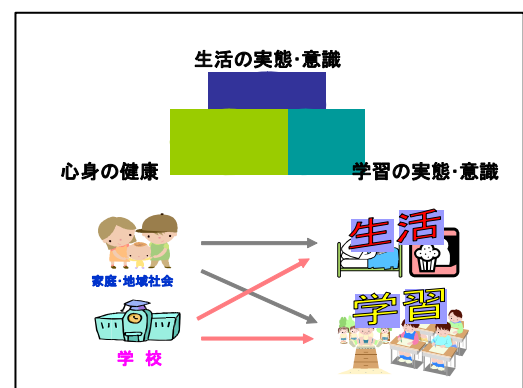 生活の実態･意識
心身の健康
学習の実態･意識
生活
家庭･地域社会
学習
学校